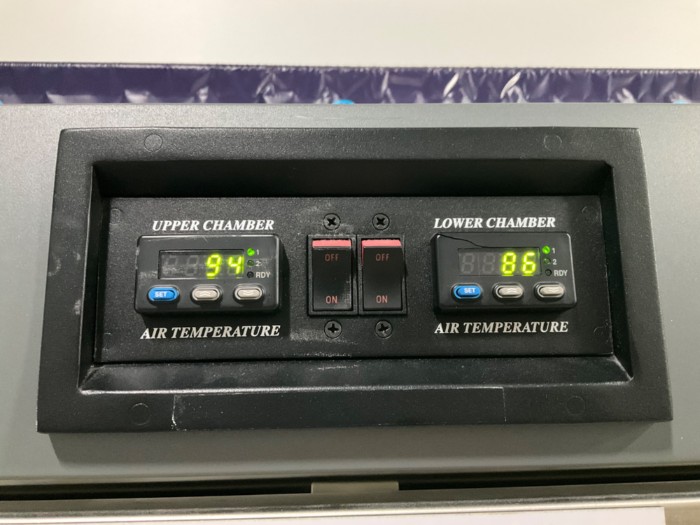 UPPER CHAMBER
94
1
2
RDY
SET
AIR TEMPERATURE
OFF
ON
OFF
ON
LOWER CHAMBER
86
1
2
RDY
SET
AIR TEMPERATURE